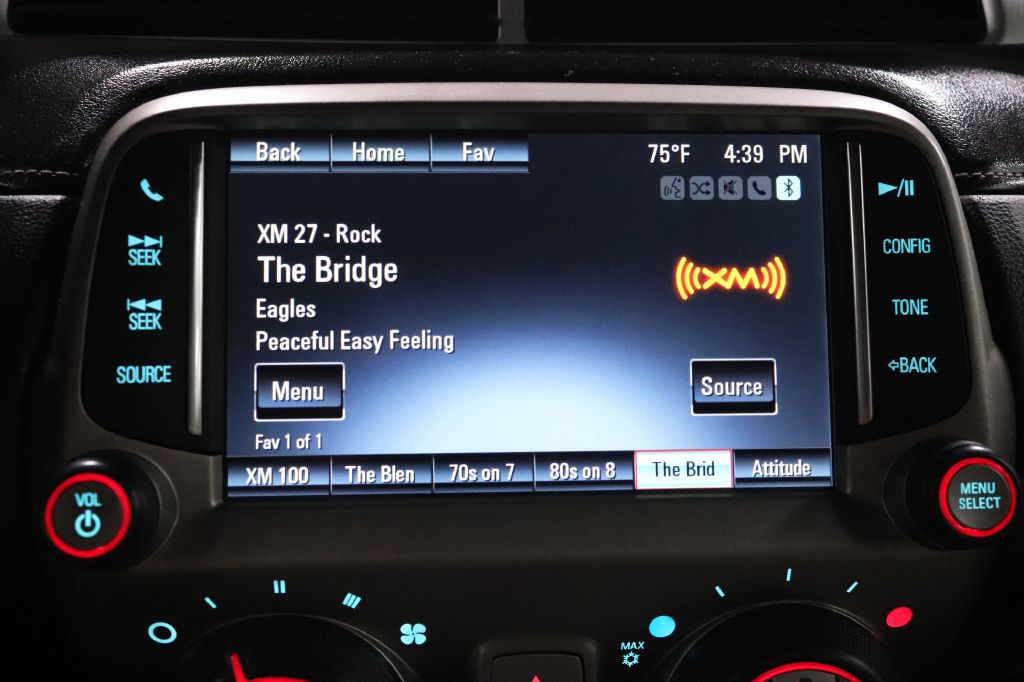 Back Home Fav 75°F 4:39 PM
XM 27 - Rock
The Bridge
XM
Eagles
Peaceful Easy Feeling
Menu Source
Fav 1 of 1
XM 100 The Blen 70s on 7 80s on 8 The Brid Attitude
SEEK
SEEK
SOURCE
CONFIG
TONE
BACK
VOL
MENU
SELECT
MAX